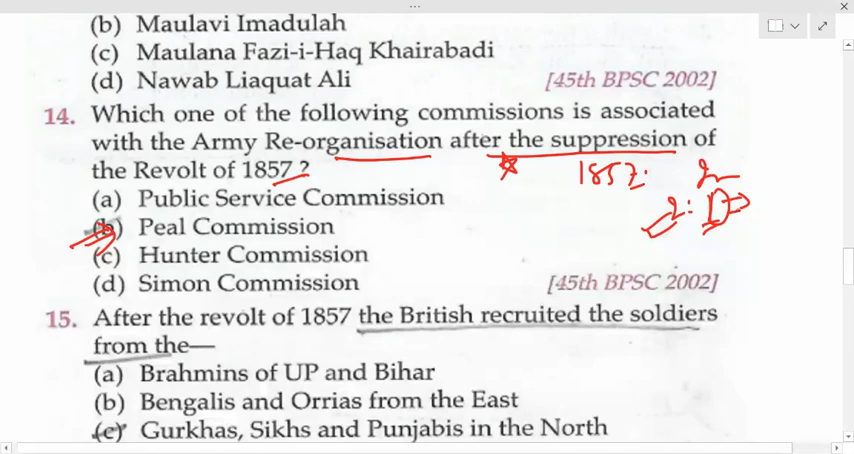 (b) Maulavi Imadulah
(c) Maulana Fazi-i-Haq Khairabadi
(d) Nawab Liaquat Ali [45th BPSC 2002]
14. Which one of the following commissions is associated
with the Army Re-organisation after the suppression of
the Revolt of 1857 ?
1857.
(a) Public Service Commission
(b) Peal Commission
(c) Hunter Commission
(d) Simon Commission [45th BPSC 2002]
15. After the revolt of 1857 the British recruited the soldiers
from the—
(a) Brahmins of UP and Bihar
(b) Bengalis and Orrias from the East
(c) Gurkhas, Sikhs and Punjabis in the North